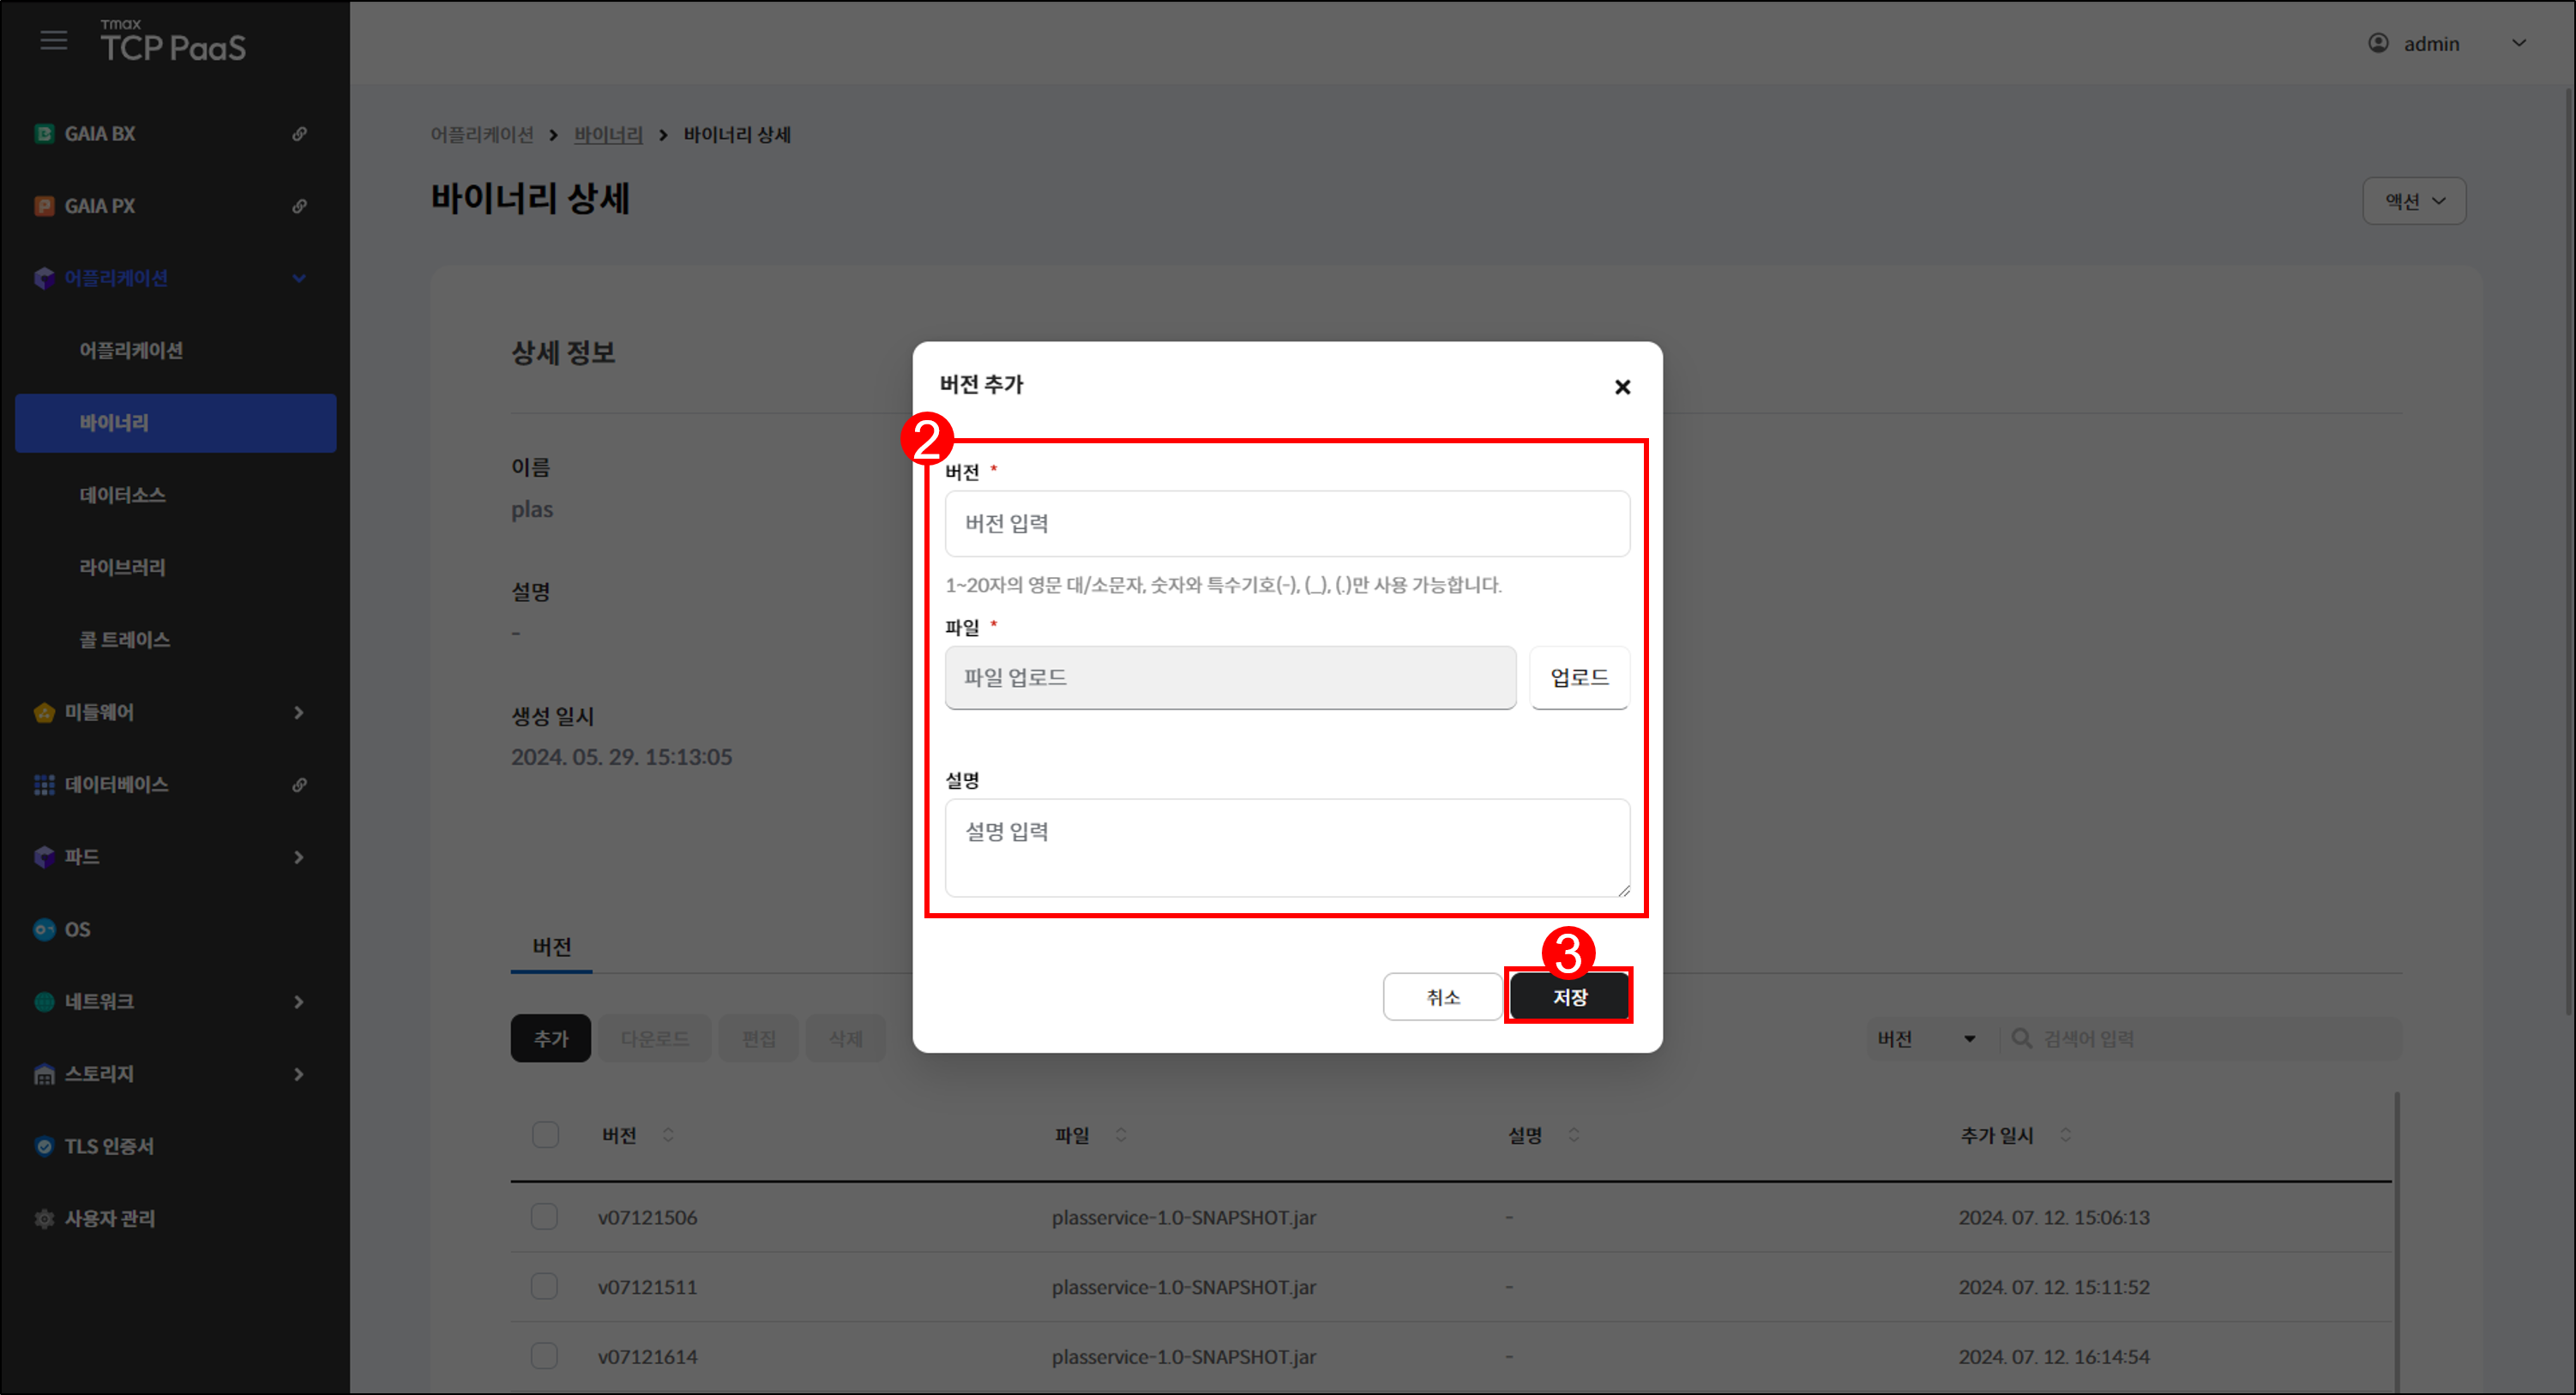 Tmax
TCP PaaS
admin
GAIA BX
GAIA PX
어플리케이션
어플리케이션
바이너리
데이터소스
라이브러리
콜 트레이스
미들웨어
데이터베이스
파드
OS
네트워크
스토리지
TLS 인증서
사용자 관리
어플리케이션 > 바이너리 > 바이너리 상세
바이너리 상세
액션
상세 정보
이름
plas
설명
-
생성 일시
2024. 05. 29. 15:13:05
버전 추가
2
버전 *
버전 입력
1~20자의 영문 대/소문자, 숫자와 특수기호(-), (_), (.)만 사용 가능합니다.
파일 *
파일 업로드 업로드
설명
설명 입력
3
취소 저장
버전
추가 다운로드 편집 삭제
버전 검색어 입력
버전 파일 설명 추가 일시
v07121506 plasservice-1.0-SNAPSHOT.jar - 2024. 07. 12. 15:06:13
v07121511 plasservice-1.0-SNAPSHOT.jar - 2024. 07. 12. 15:11:52
v07121614 plasservice-1.0-SNAPSHOT.jar - 2024. 07. 12. 16:14:54